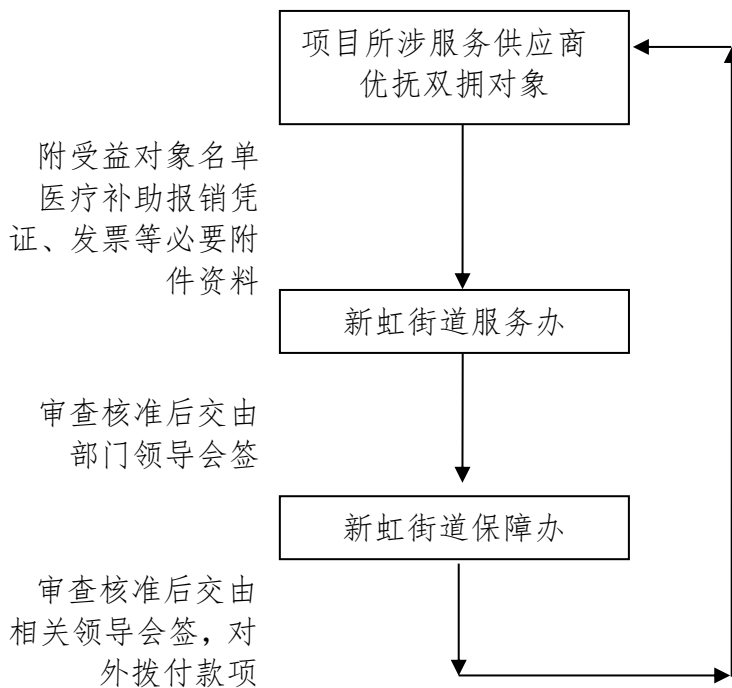 项目所涉服务供应商
优抚双拥对象
附受益对象名单
医疗补助报销凭
证、发票等必要附
件资料
新虹街道服务办
审查核准后交由
部门领导会签
新虹街道保障办
审查核准后交由
相关领导会签，对
外拨付款项